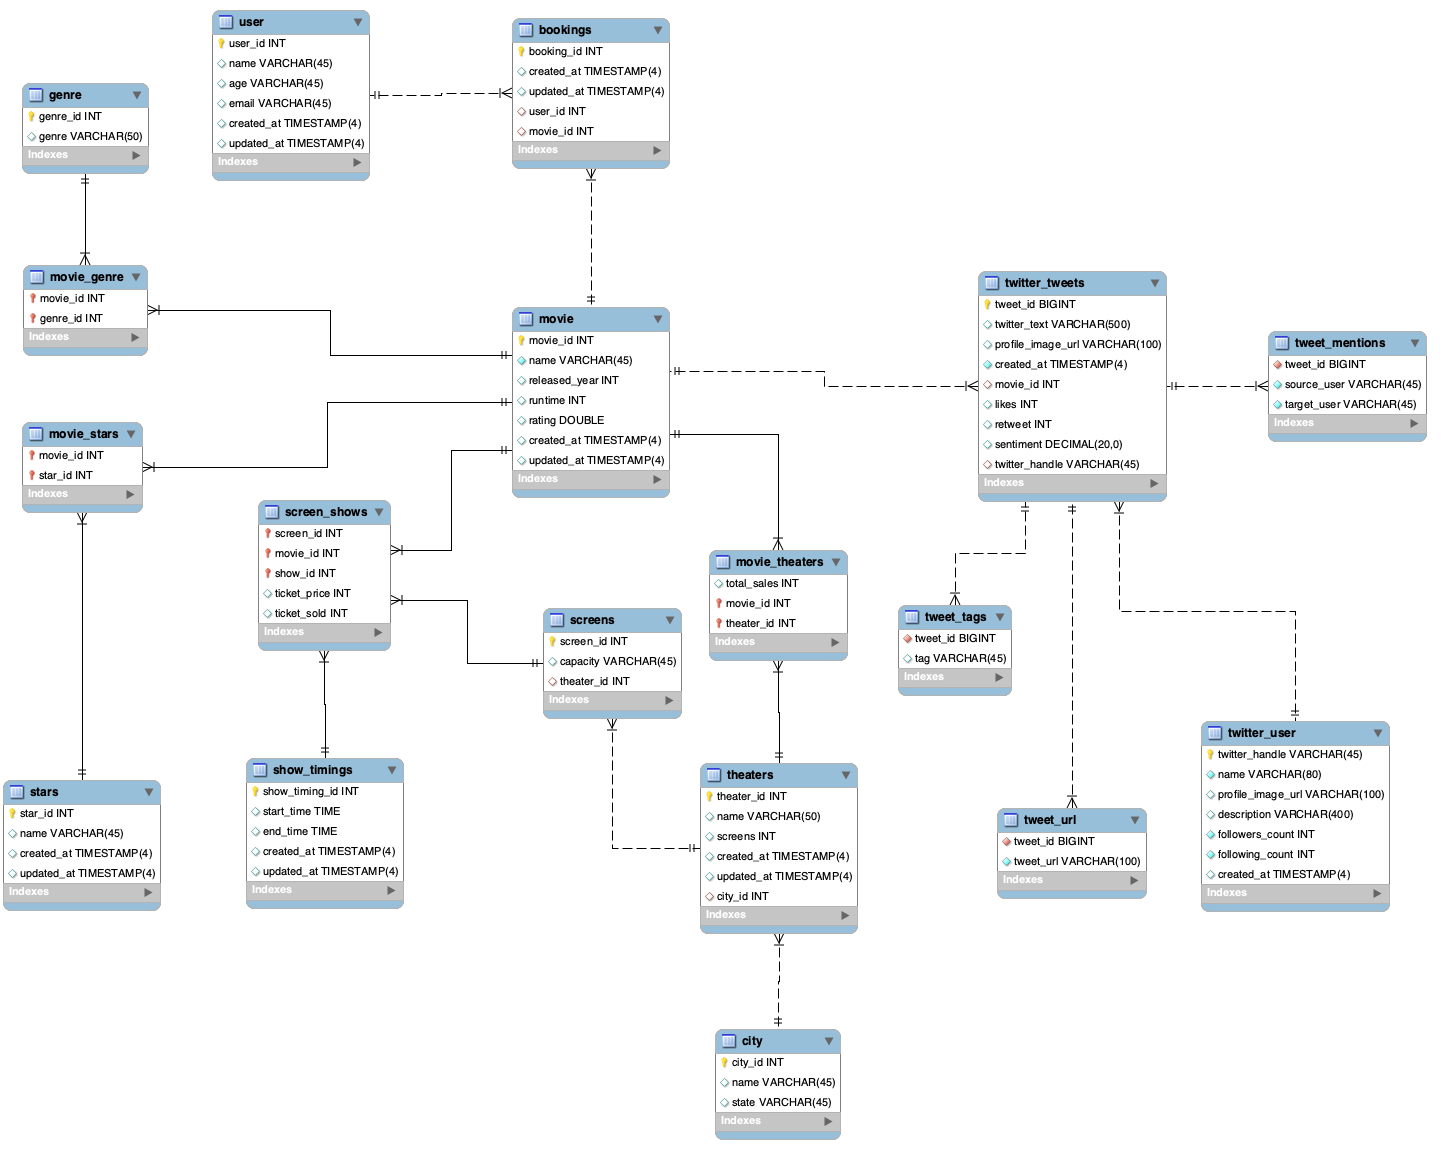 user
user_id INT
name VARCHAR(45)
age VARCHAR(45)
email VARCHAR(45)
created_at TIMESTAMP(4)
updated_at TIMESTAMP(4)
Indexes
bookings
booking_id INT
created_at TIMESTAMP(4)
updated_at TIMESTAMP(4)
user_id INT
movie_id INT
Indexes
genre
genre_id INT
genre VARCHAR(50)
Indexes
movie_genre
movie_id INT
genre_id INT
Indexes
movie
movie_id INT
name VARCHAR(45)
released_year INT
runtime INT
rating DOUBLE
created_at TIMESTAMP(4)
updated_at TIMESTAMP(4)
Indexes
twitter_tweets
tweet_id BIGINT
twitter_text VARCHAR(500)
profile_image_url VARCHAR(100)
created_at TIMESTAMP(4)
movie_id INT
likes INT
retweet INT
sentiment DECIMAL(20,0)
twitter_handle VARCHAR(45)
Indexes
tweet_mentions
tweet_id BIGINT
source_user VARCHAR(45)
target_user VARCHAR(45)
Indexes
movie_stars
movie_id INT
star_id INT
Indexes
screen_shows
screen_id INT
movie_id INT
show_id INT
ticket_price INT
ticket_sold INT
Indexes
screens
screen_id INT
capacity VARCHAR(45)
theater_id INT
Indexes
movie_theaters
total_sales INT
movie_id INT
theater_id INT
Indexes
tweet_tags
tweet_id BIGINT
tag VARCHAR(45)
Indexes
stars
star_id INT
name VARCHAR(45)
created_at TIMESTAMP(4)
updated_at TIMESTAMP(4)
Indexes
show_timings
show_timing_id INT
start_time TIME
end_time TIME
created_at TIMESTAMP(4)
updated_at TIMESTAMP(4)
Indexes
theaters
theater_id INT
name VARCHAR(50)
screens INT
created_at TIMESTAMP(4)
updated_at TIMESTAMP(4)
city_id INT
Indexes
tweet_url
tweet_id BIGINT
tweet_url VARCHAR(100)
Indexes
twitter_user
twitter_handle VARCHAR(45)
name VARCHAR(80)
profile_image_url VARCHAR(100)
description VARCHAR(400)
followers_count INT
following_count INT
created_at TIMESTAMP(4)
Indexes
city
city_id INT
name VARCHAR(45)
state VARCHAR(45)
Indexes